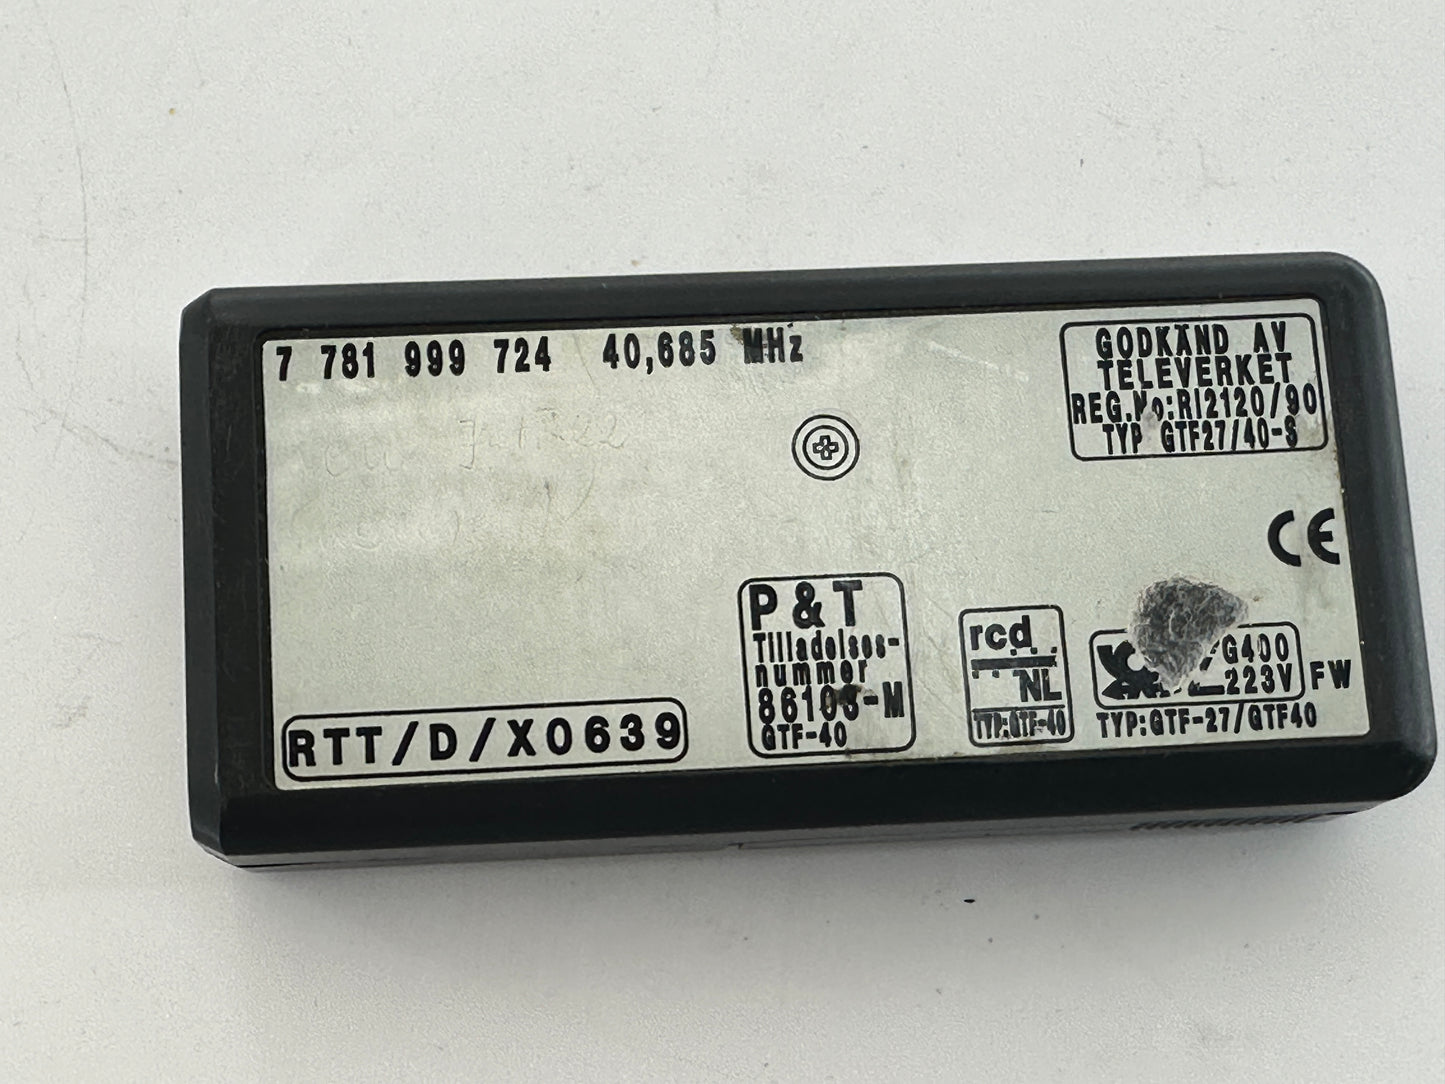 7 781 999 724 40,685 MHz
GODKÄND AV
TELEVERKET
REG.No:RI2120/90
TYP GTF27/40-S
CE
P & T
Tilladelses-
nummer
86108-M
GTF-40
rcd
NL
TYP:GTF-40
G400
223V FW
TYP:GTF-27/GTF40
RTT/D/X0639